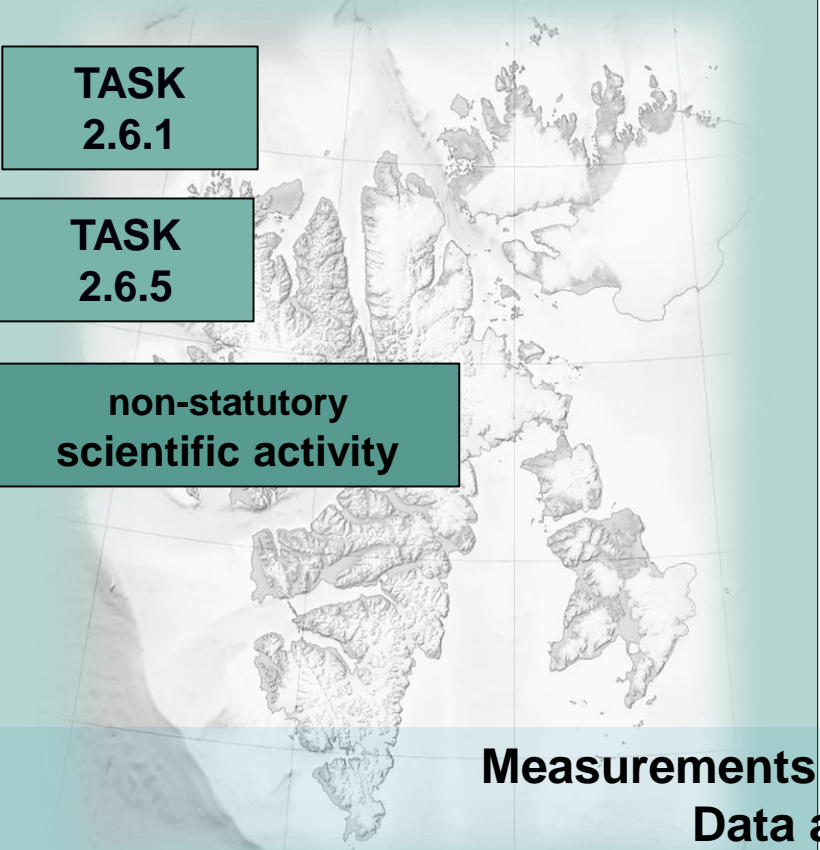 TASK
2.6.1
TASK
2.6.5
non-statutory
scientific activity
Measurements
Data